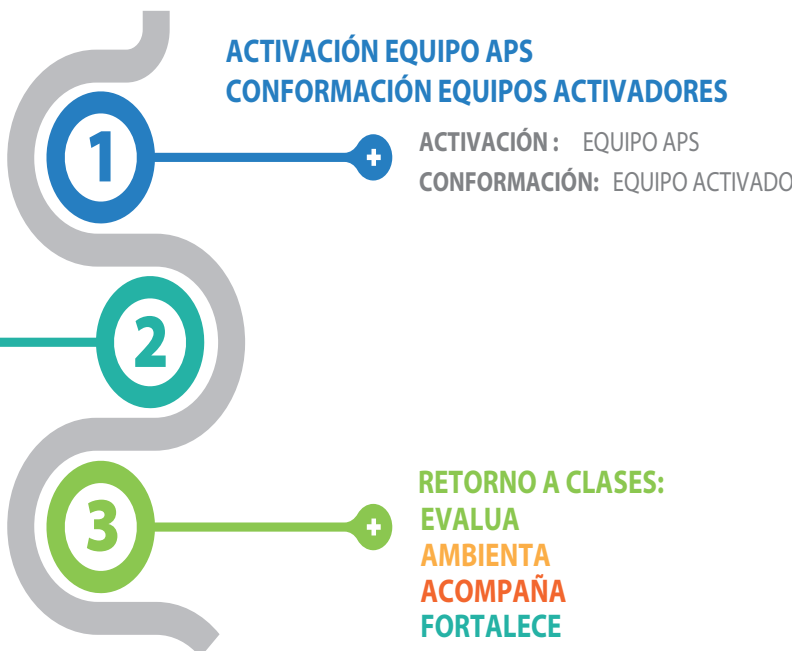 ACTIVACIÓN EQUIPO APS
CONFORMACIÓN EQUIPOS ACTIVADORES
1
ACTIVACIÓN : EQUIPO APS
CONFORMACIÓN: EQUIPO ACTIVADO
2
3
RETORNO A CLASES:
EVALUA
AMBIENTA
ACOMPAÑA
FORTALECE